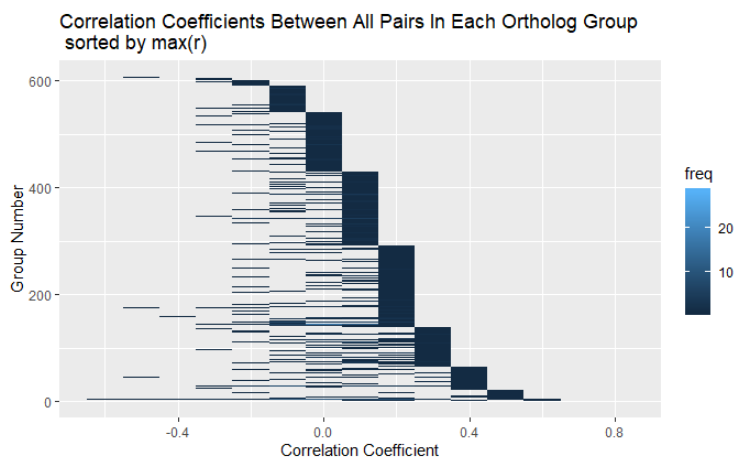 Correlation Coefficients Between All Pairs In Each Ortholog Group
sorted by max(r)
600
400
200
0
Group Number
-0.4
0.0
0.4
0.8
Correlation Coefficient
freq
20
10